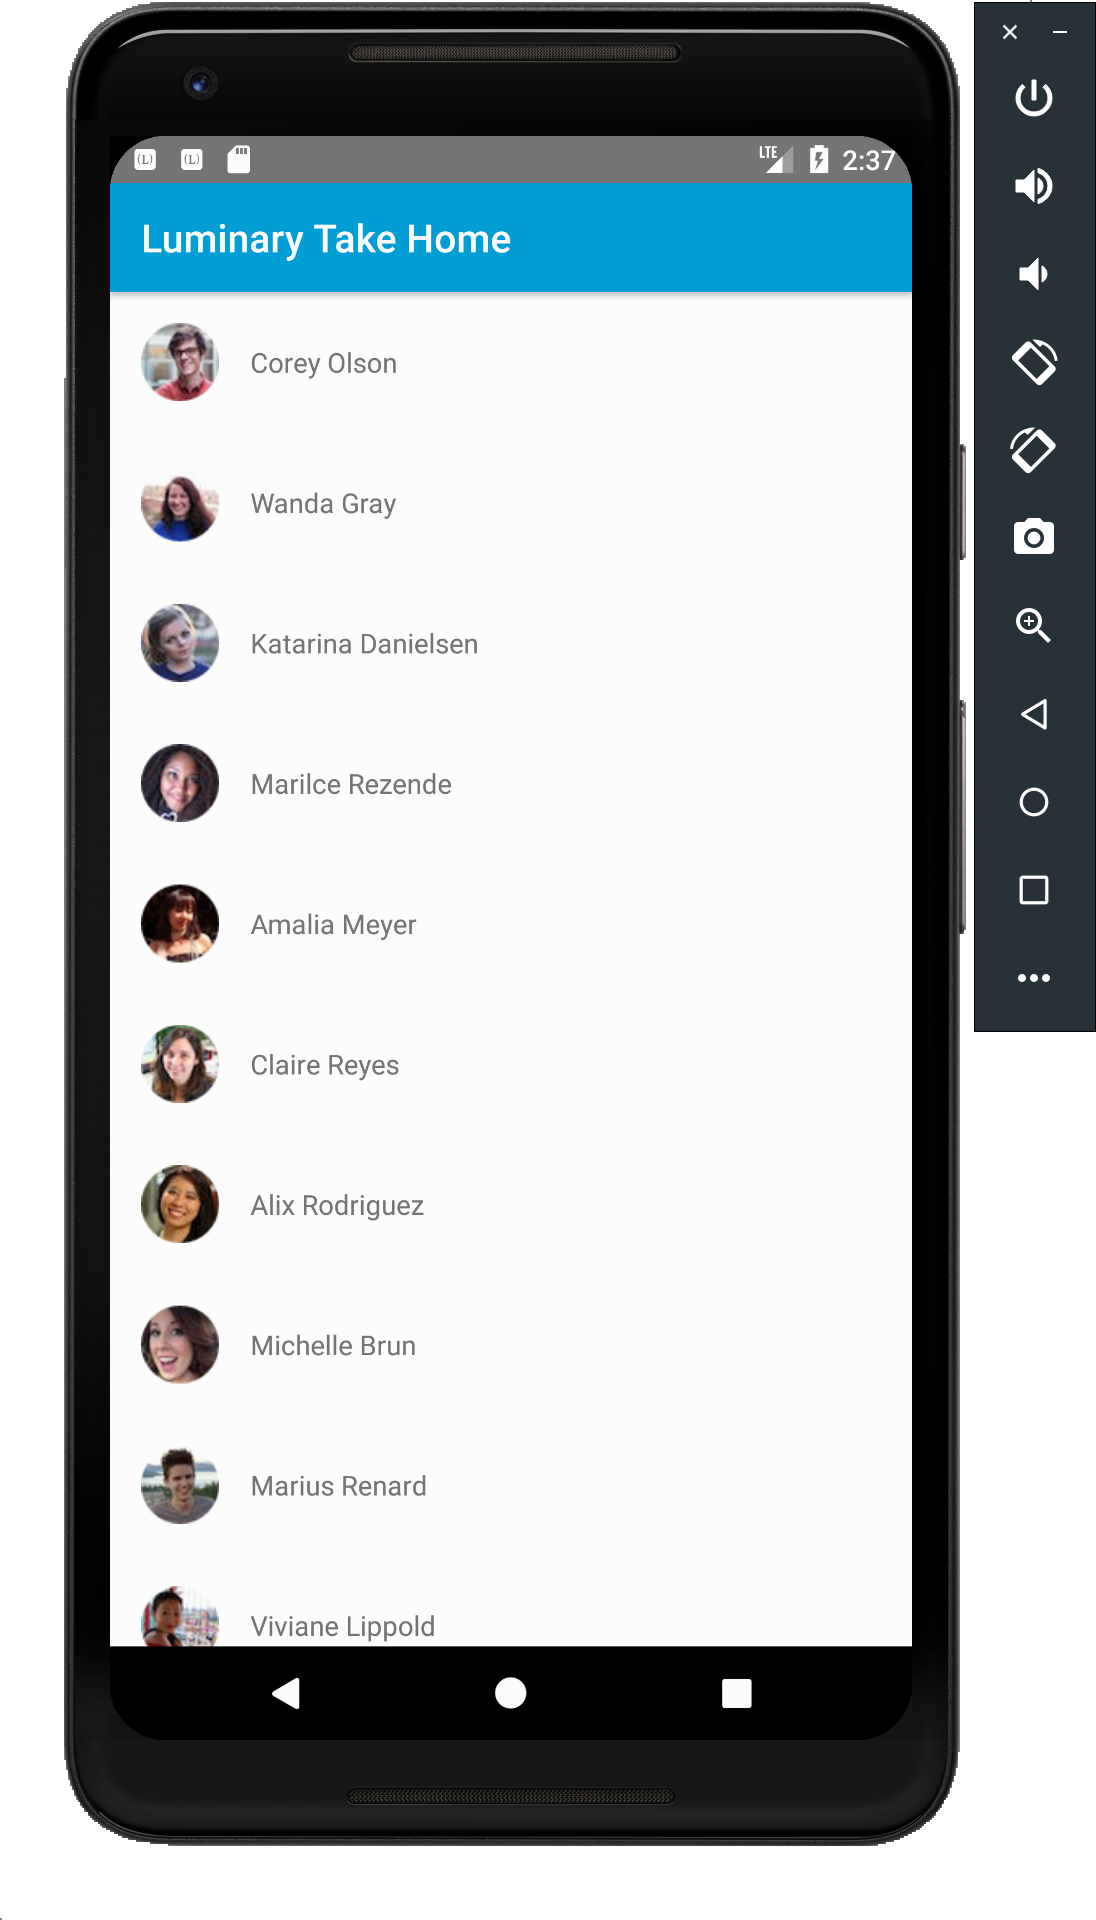 (L) (L) LTE 2:37
Luminary Take Home
Corey Olson
Wanda Gray
Katarina Danielsen
Marilce Rezende
Amalia Meyer
Claire Reyes
Alix Rodriguez
Michelle Brun
Marius Renard
Viviane Lippold